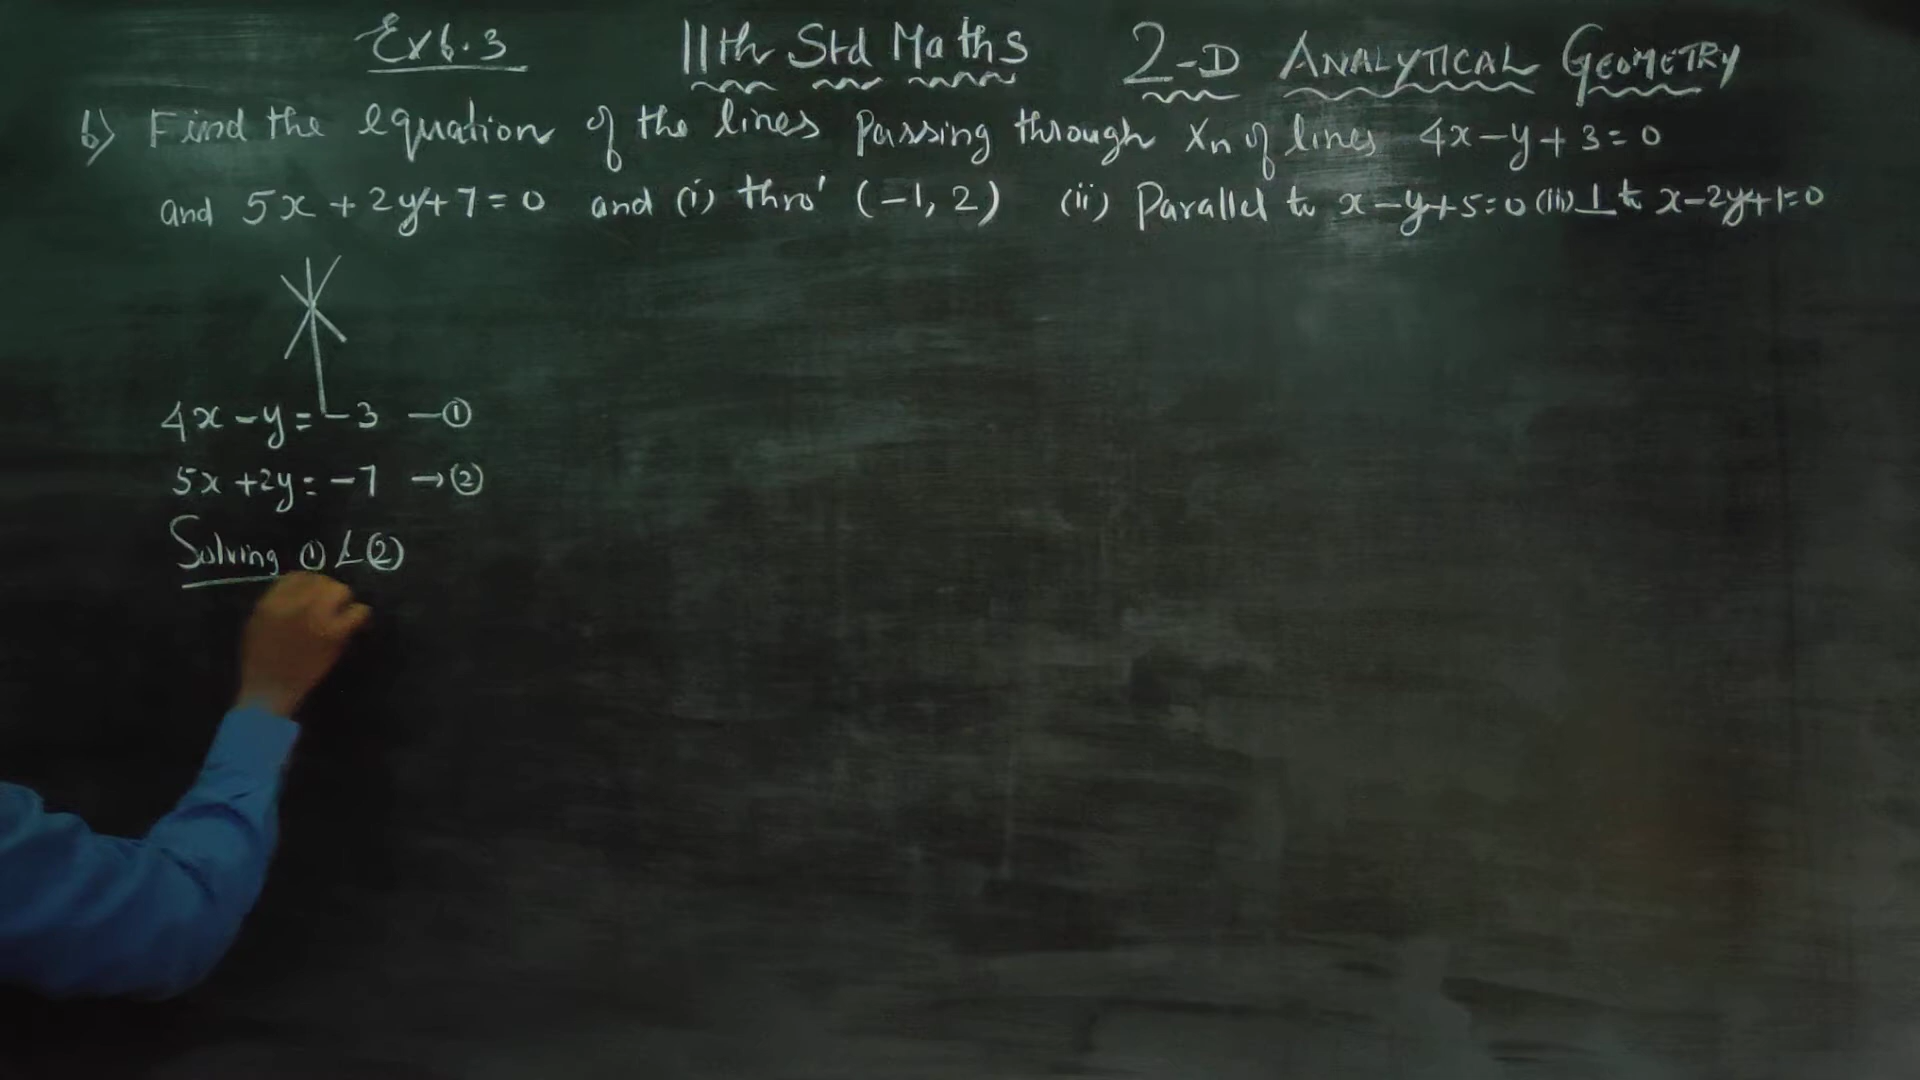 Ex 6.3 11th Std Maths 2-D ANALYTICAL GEOMETRY
6) Find the equation of the lines passing through Xn of lines 4x-y+3=0
and 5x+2y+7=0 and (i) thro' (-1, 2) (ii) Parallel to x-y+5=0 (iii) ⊥ to x-2y+1=0
4x-y=-3 —①
5x+2y=-7 →②
Solving ① & ②